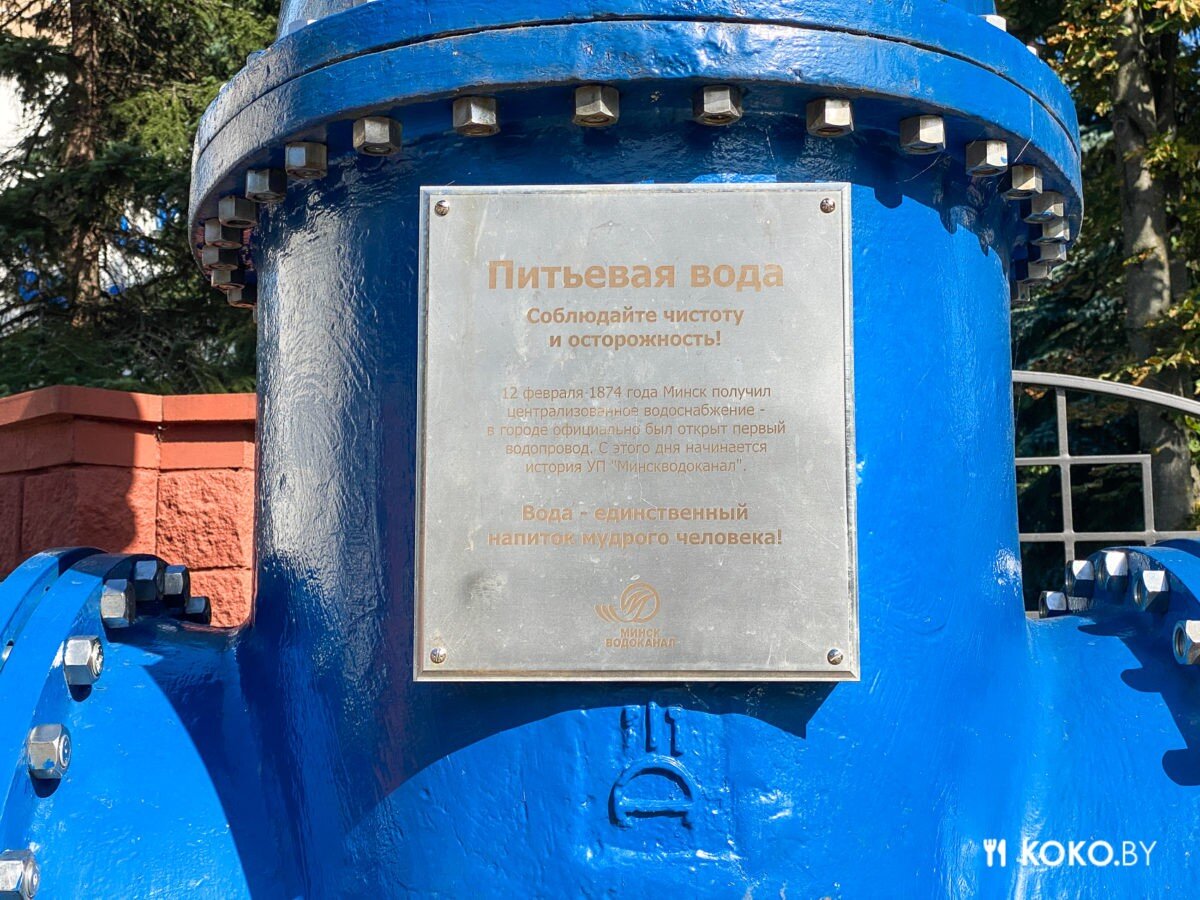 Питьевая вода
Соблюдайте чистоту
и осторожность!
12 февраля 1874 года Минск получил
централизованное водоснабжение -
в городе официально был открыт первый
водопровод. С этого дня начинается
история УП "Минскводоканал".
Вода - единственный
напиток мудрого человека!
МИНСК
ВОДОКАНАЛ
KOKO.BY